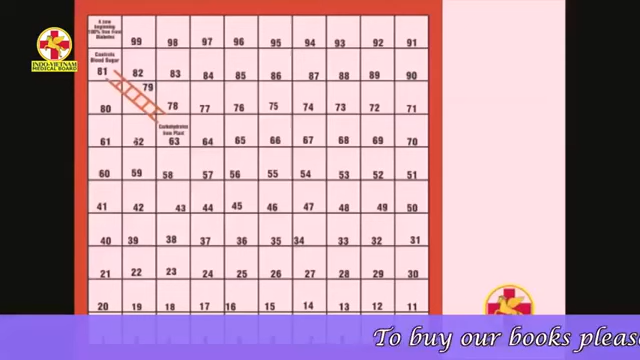 A new
beginning
100% free from
Diabetes
99 98 97 96 95 94 93 92 91
Controls
Blood Sugar
81 82 83 84 85 86 87 88 89 90
80 79 78 77 76 75 74 73 72 71
Carbohydrates
from Plant
61 62 63 64 65 66 67 68 69 70
60 59 58 57 56 55 54 53 52 51
41 42 43 44 45 46 47 48 49 50
40 39 38 37 36 35 34 33 32 31
21 22 23 24 25 26 27 28 29 30
20 19 18 17 16 15 14 13 12 11
INDO-VIETNAM
MEDICAL BOARD
To buy our books please